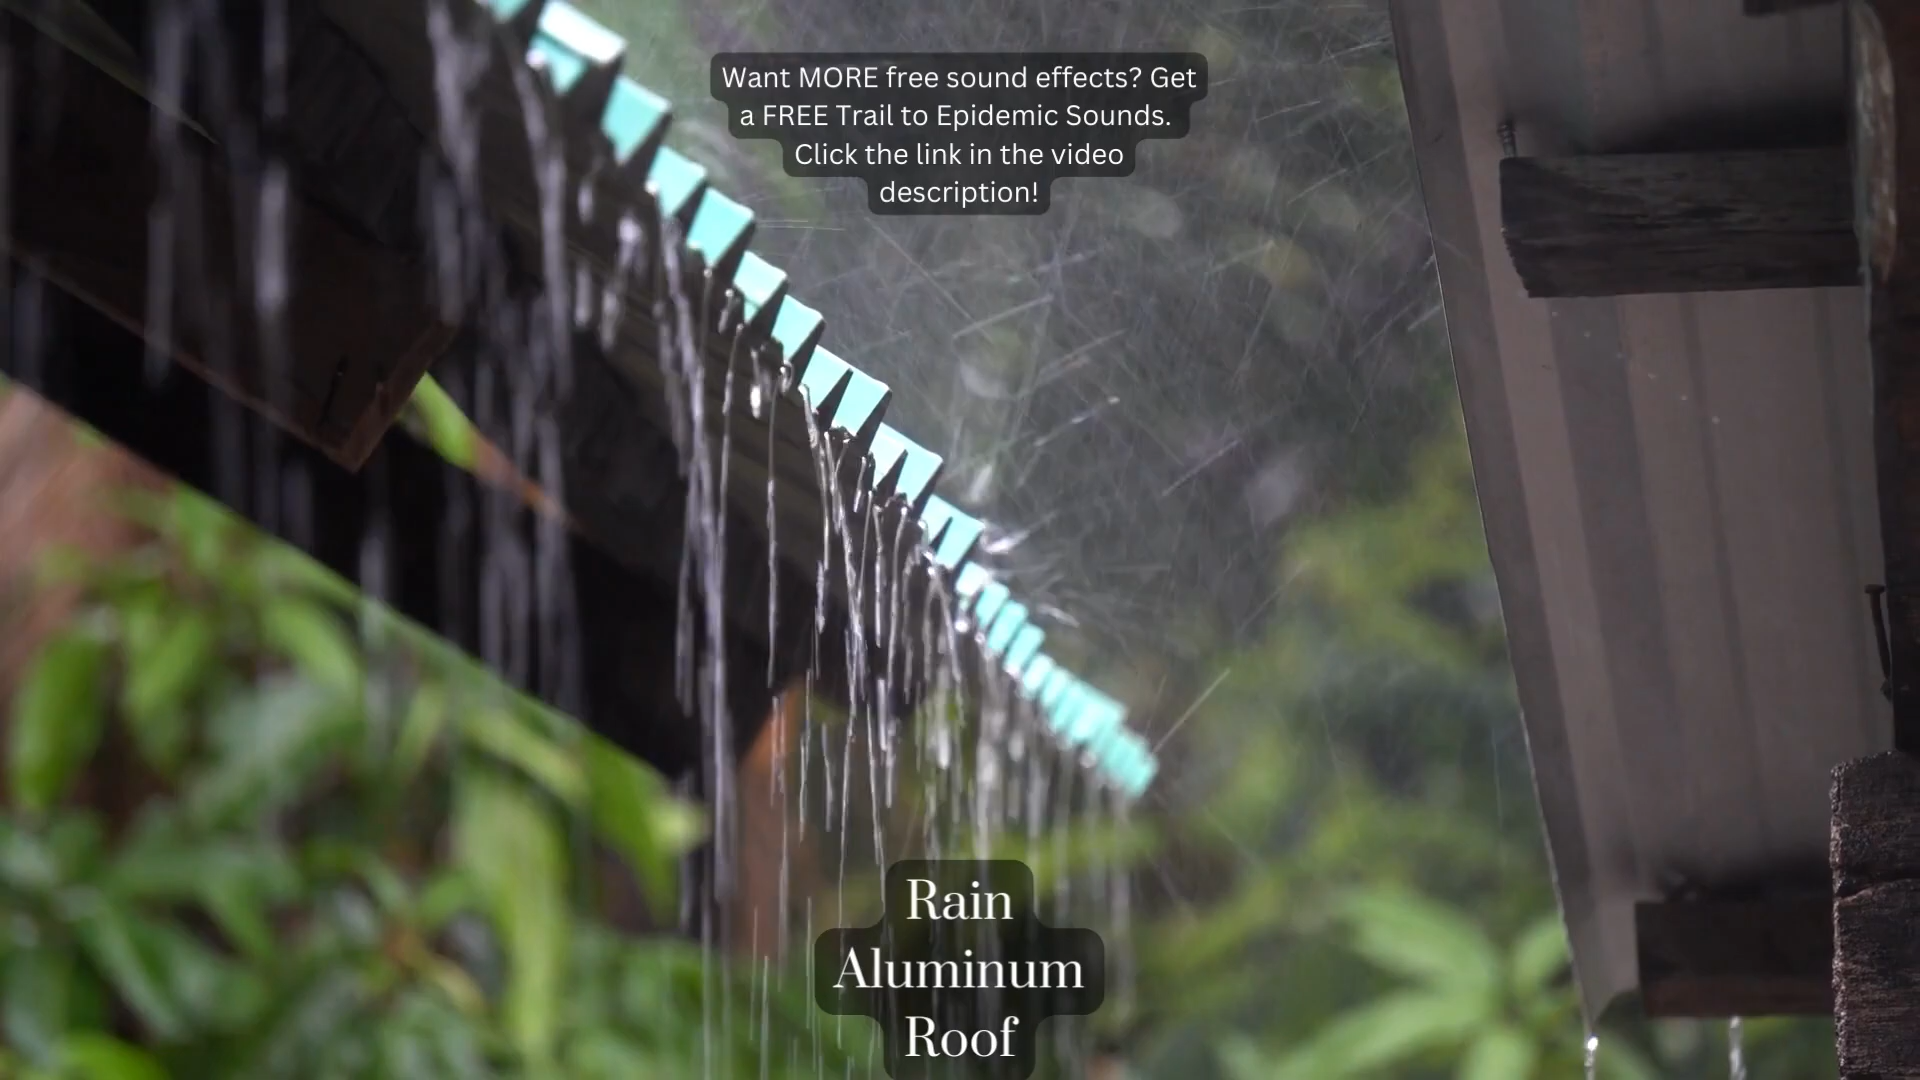 Want MORE free sound effects? Get
a FREE Trail to Epidemic Sounds.
Click the link in the video
description!
Rain
Aluminum
Roof